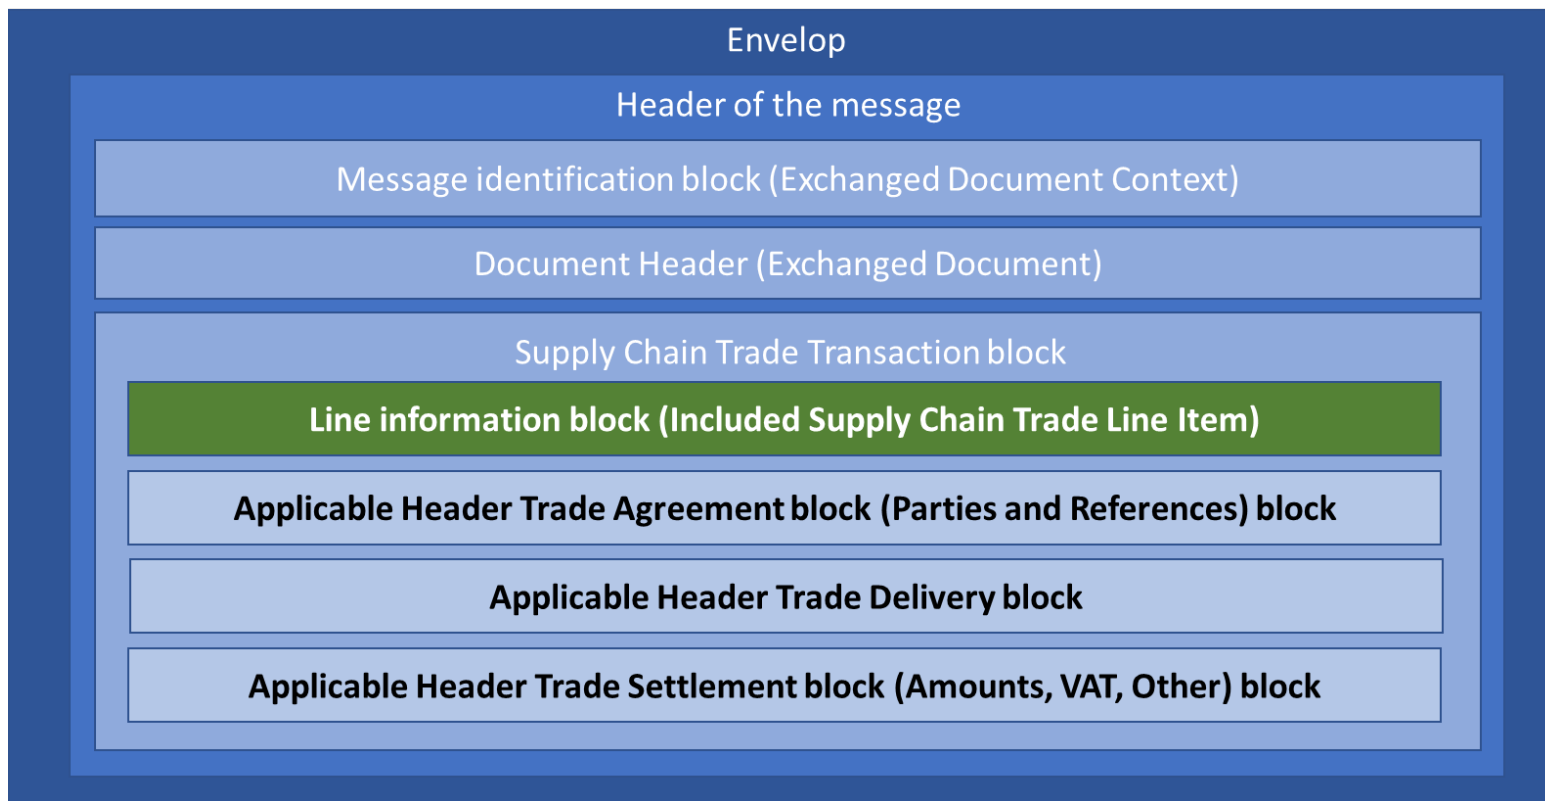 Envelop
Header of the message
Message identification block (Exchanged Document Context)
Document Header (Exchanged Document)
Supply Chain Trade Transaction block
Line information block (Included Supply Chain Trade Line Item)
Applicable Header Trade Agreement block (Parties and References) block
Applicable Header Trade Delivery block
Applicable Header Trade Settlement block (Amounts, VAT, Other) block